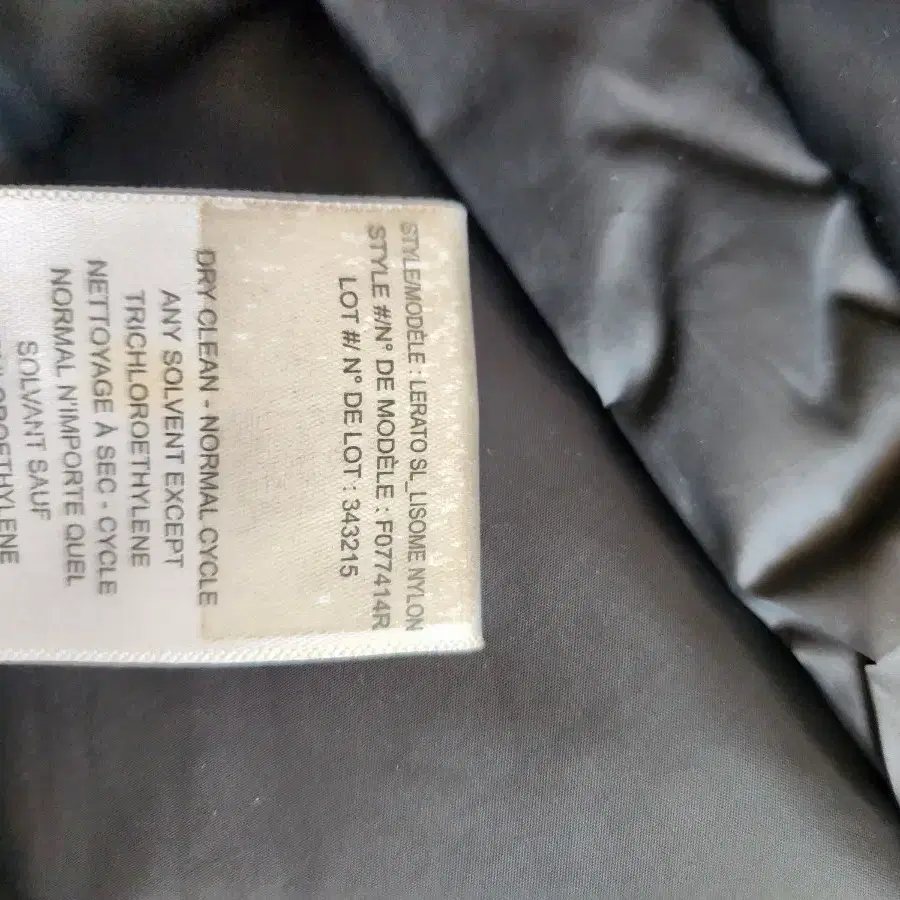 STYLE/MODÈLE : LERATO SL_LISOME NYLON
STYLE #/N° DE MODÈLE : F077414R
LOT #/ N° DE LOT : 343215
DRY CLEAN - NORMAL CYCLE
ANY SOLVENT EXCEPT
TRICHLOROETHYLENE
NETTOYAGE À SEC - CYCLE
NORMAL N'IMPORTE QUEL
SOLVANT SAUF